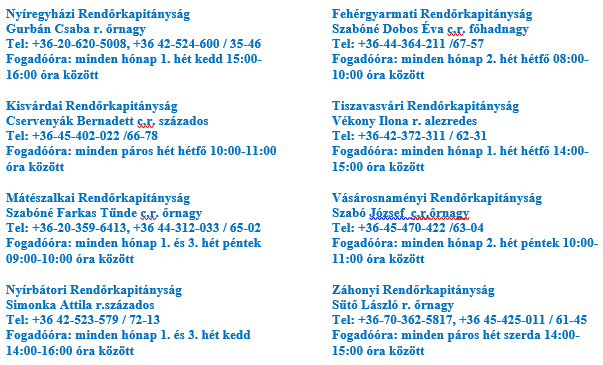 Nyíregyházi Rendőrkapitányság
Gurbán Csaba r. őrnagy
Tel: +36-20-620-5008, +36 42-524-600 / 35-46
Fogadóóra: minden hónap 1. hét kedd 15:00-
16:00 óra között
Kisvárdai Rendőrkapitányság
Cservenyák Bernadett c.r. százados
Tel: +36-45-402-022 /66-78
Fogadóóra: minden páros hét hétfő 10:00-11:00
óra között
Mátészalkai Rendőrkapitányság
Szabóné Farkas Tünde c.r. őrnagy
Tel: +36-20-359-6413, +36 44-312-033 / 65-02
Fogadóóra: minden hónap 1. és 3. hét péntek
09:00-10:00 óra között
Nyírbátori Rendőrkapitányság
Simonka Attila r.százados
Tel: +36 42-523-579 / 72-13
Fogadóóra: minden hónap 1. és 3. hét kedd
14:00-16:00 óra között
Fehérgyarmati Rendőrkapitányság
Szabóné Dobos Éva c.r. főhadnagy
Tel: +36-44-364-211 /67-57
Fogadóóra: minden hónap 2. hét hétfő 08:00-
10:00 óra között
Tiszavasvári Rendőrkapitányság
Vékony Ilona r. alezredes
Tel: +36-42-372-311 / 62-31
Fogadóóra: minden hónap 1. hét hétfő 14:00-
15:00 óra között
Vásárosnaményi Rendőrkapitányság
Szabó József c.r.őrnagy
Tel: +36-45-470-422 /63-04
Fogadóóra: minden hónap 2. hét péntek 10:00-
11:00 óra között
Záhonyi Rendőrkapitányság
Sütő László r. őrnagy
Tel: +36-70-362-5817, +36 45-425-011 / 61-45
Fogadóóra: minden páros hét szerda 14:00-
15:00 óra között